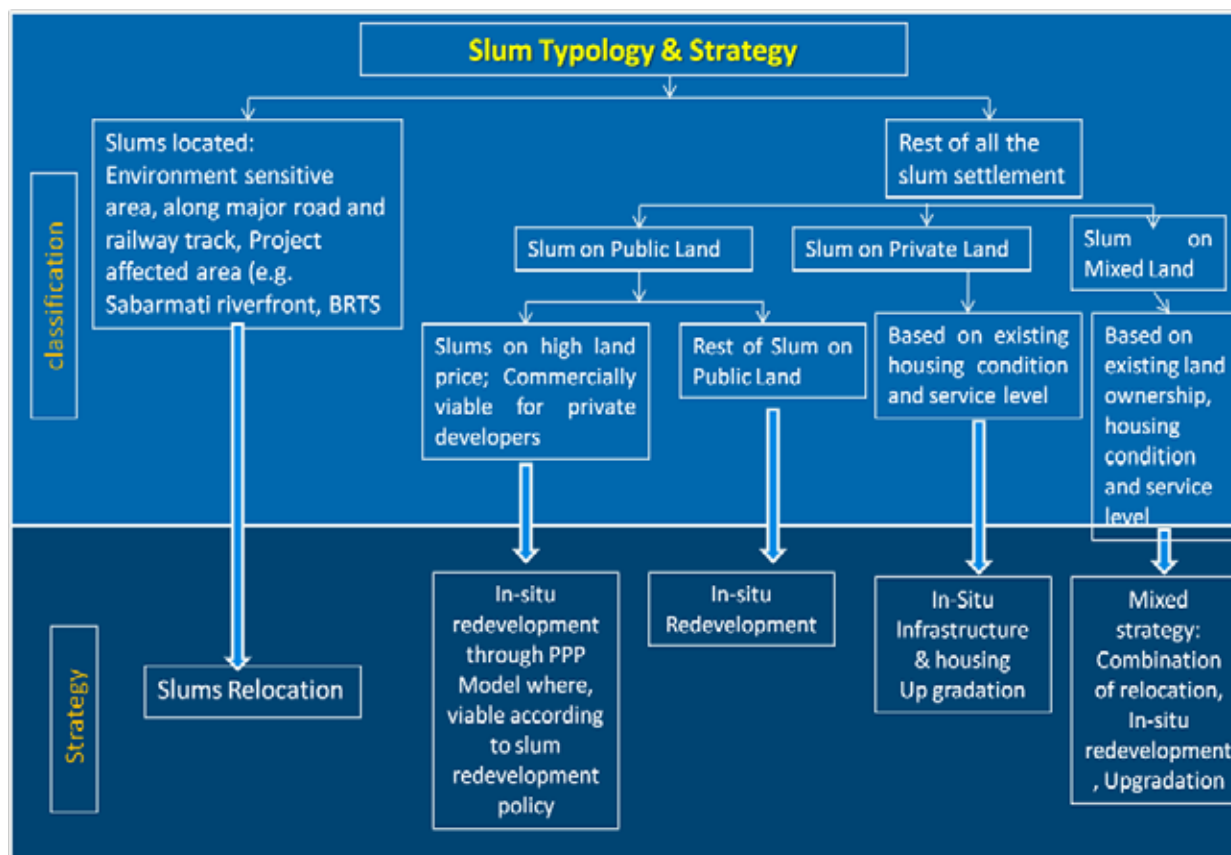 Slum Typology & Strategy
classification
Slums located:
Environment sensitive
area, along major road and
railway track, Project
affected area (e.g.
Sabarmati riverfront, BRTS
Rest of all the
slum settlement
Slum on Public Land
Slum on Private Land
Slum on
Mixed Land
Slums on high land
price; Commercially
viable for private
developers
Rest of Slum on
Public Land
Based on existing
housing condition
and service level
Based on
existing land
ownership,
housing
condition
and service
level
Strategy
Slums Relocation
In-situ
redevelopment
through PPP
Model where,
viable according
to slum
redevelopment
policy
In-situ
Redevelopment
In-Situ
Infrastructure
& housing
Up gradation
Mixed
strategy:
Combination
of relocation,
In-situ
redevelopment
, Upgradation